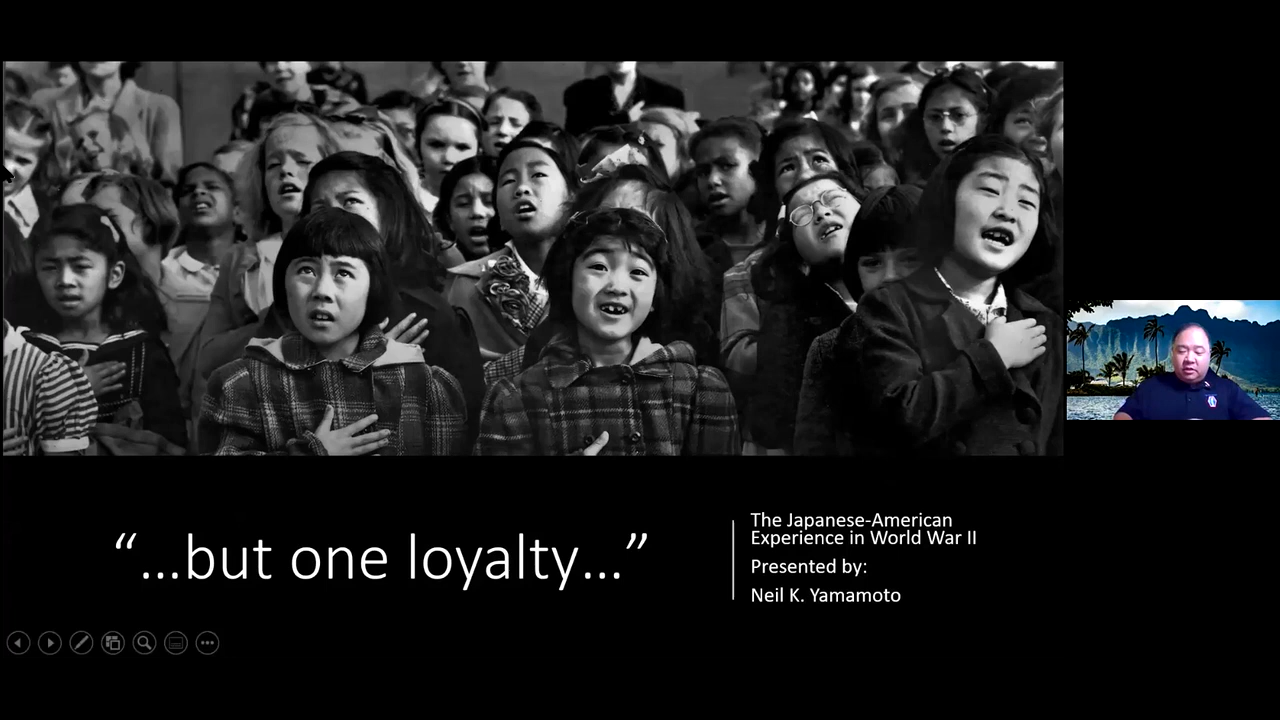 “...but one loyalty...”
The Japanese-American
Experience in World War II
Presented by:
Neil K. Yamamoto